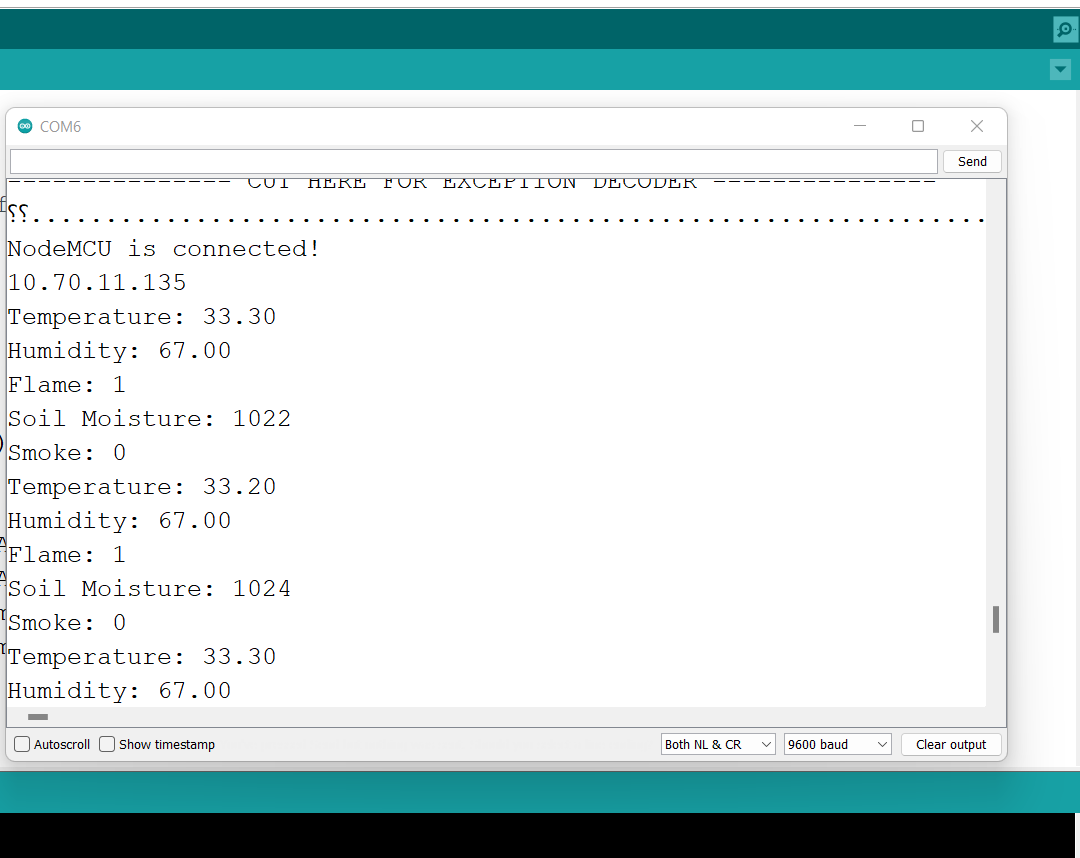 COM6
Send
--------------- CUT HERE FOR EXCEPTION DECODER ---------------
⸮⸮................................................................
NodeMCU is connected!
10.70.11.135
Temperature: 33.30
Humidity: 67.00
Flame: 1
Soil Moisture: 1022
Smoke: 0
Temperature: 33.20
Humidity: 67.00
Flame: 1
Soil Moisture: 1024
Smoke: 0
Temperature: 33.30
Humidity: 67.00
Autoscroll Show timestamp Both NL & CR 9600 baud Clear output